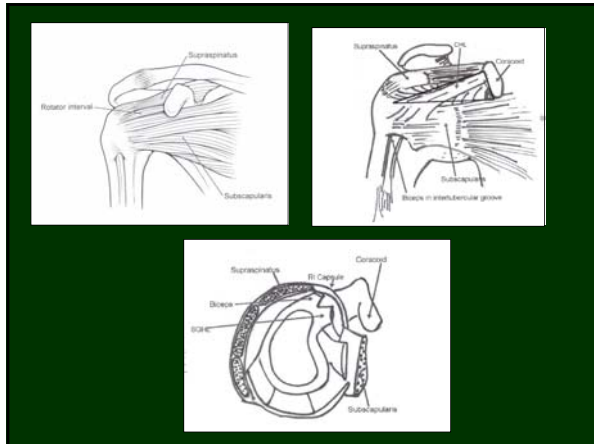 Supraspinatus
Rotator interval
Subscapularis
Supraspinatus
CHL
Coracoid
Subscapularis
Biceps in intertubercular groove
Supraspinatus
RI Capsule
Coracoid
Biceps
SGHL
Subscapularis